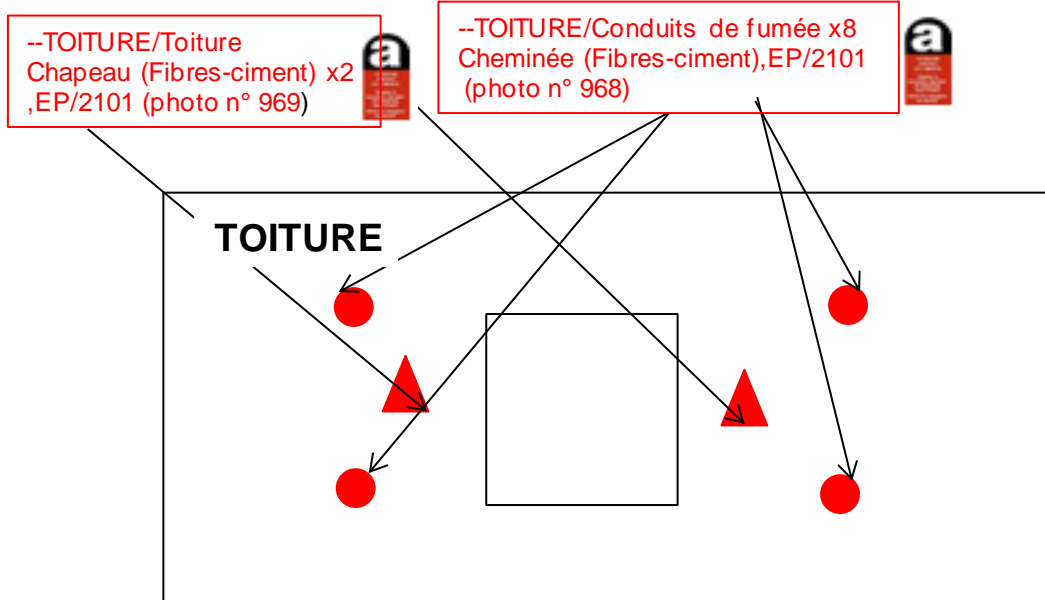 --TOITURE/Toiture
Chapeau (Fibres-ciment) x2
,EP/2101 (photo n° 969)
a
--TOITURE/Conduits de fumée x8
Cheminée (Fibres-ciment),EP/2101
(photo n° 968)
a
TOITURE